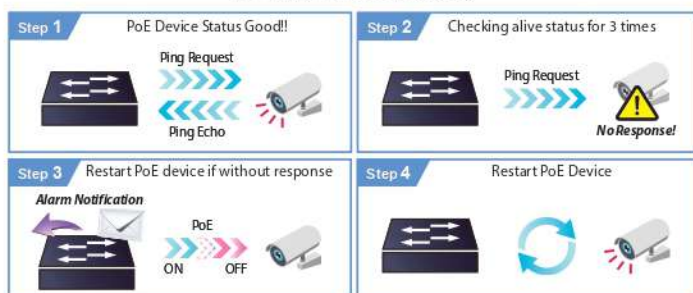 Step 1 PoE Device Status Good!!
Ping Request
Ping Echo
Step 2 Checking alive status for 3 times
Ping Request
No Response!
Step 3 Restart PoE device if without response
Alarm Notification
PoE
ON OFF
Step 4 Restart PoE Device